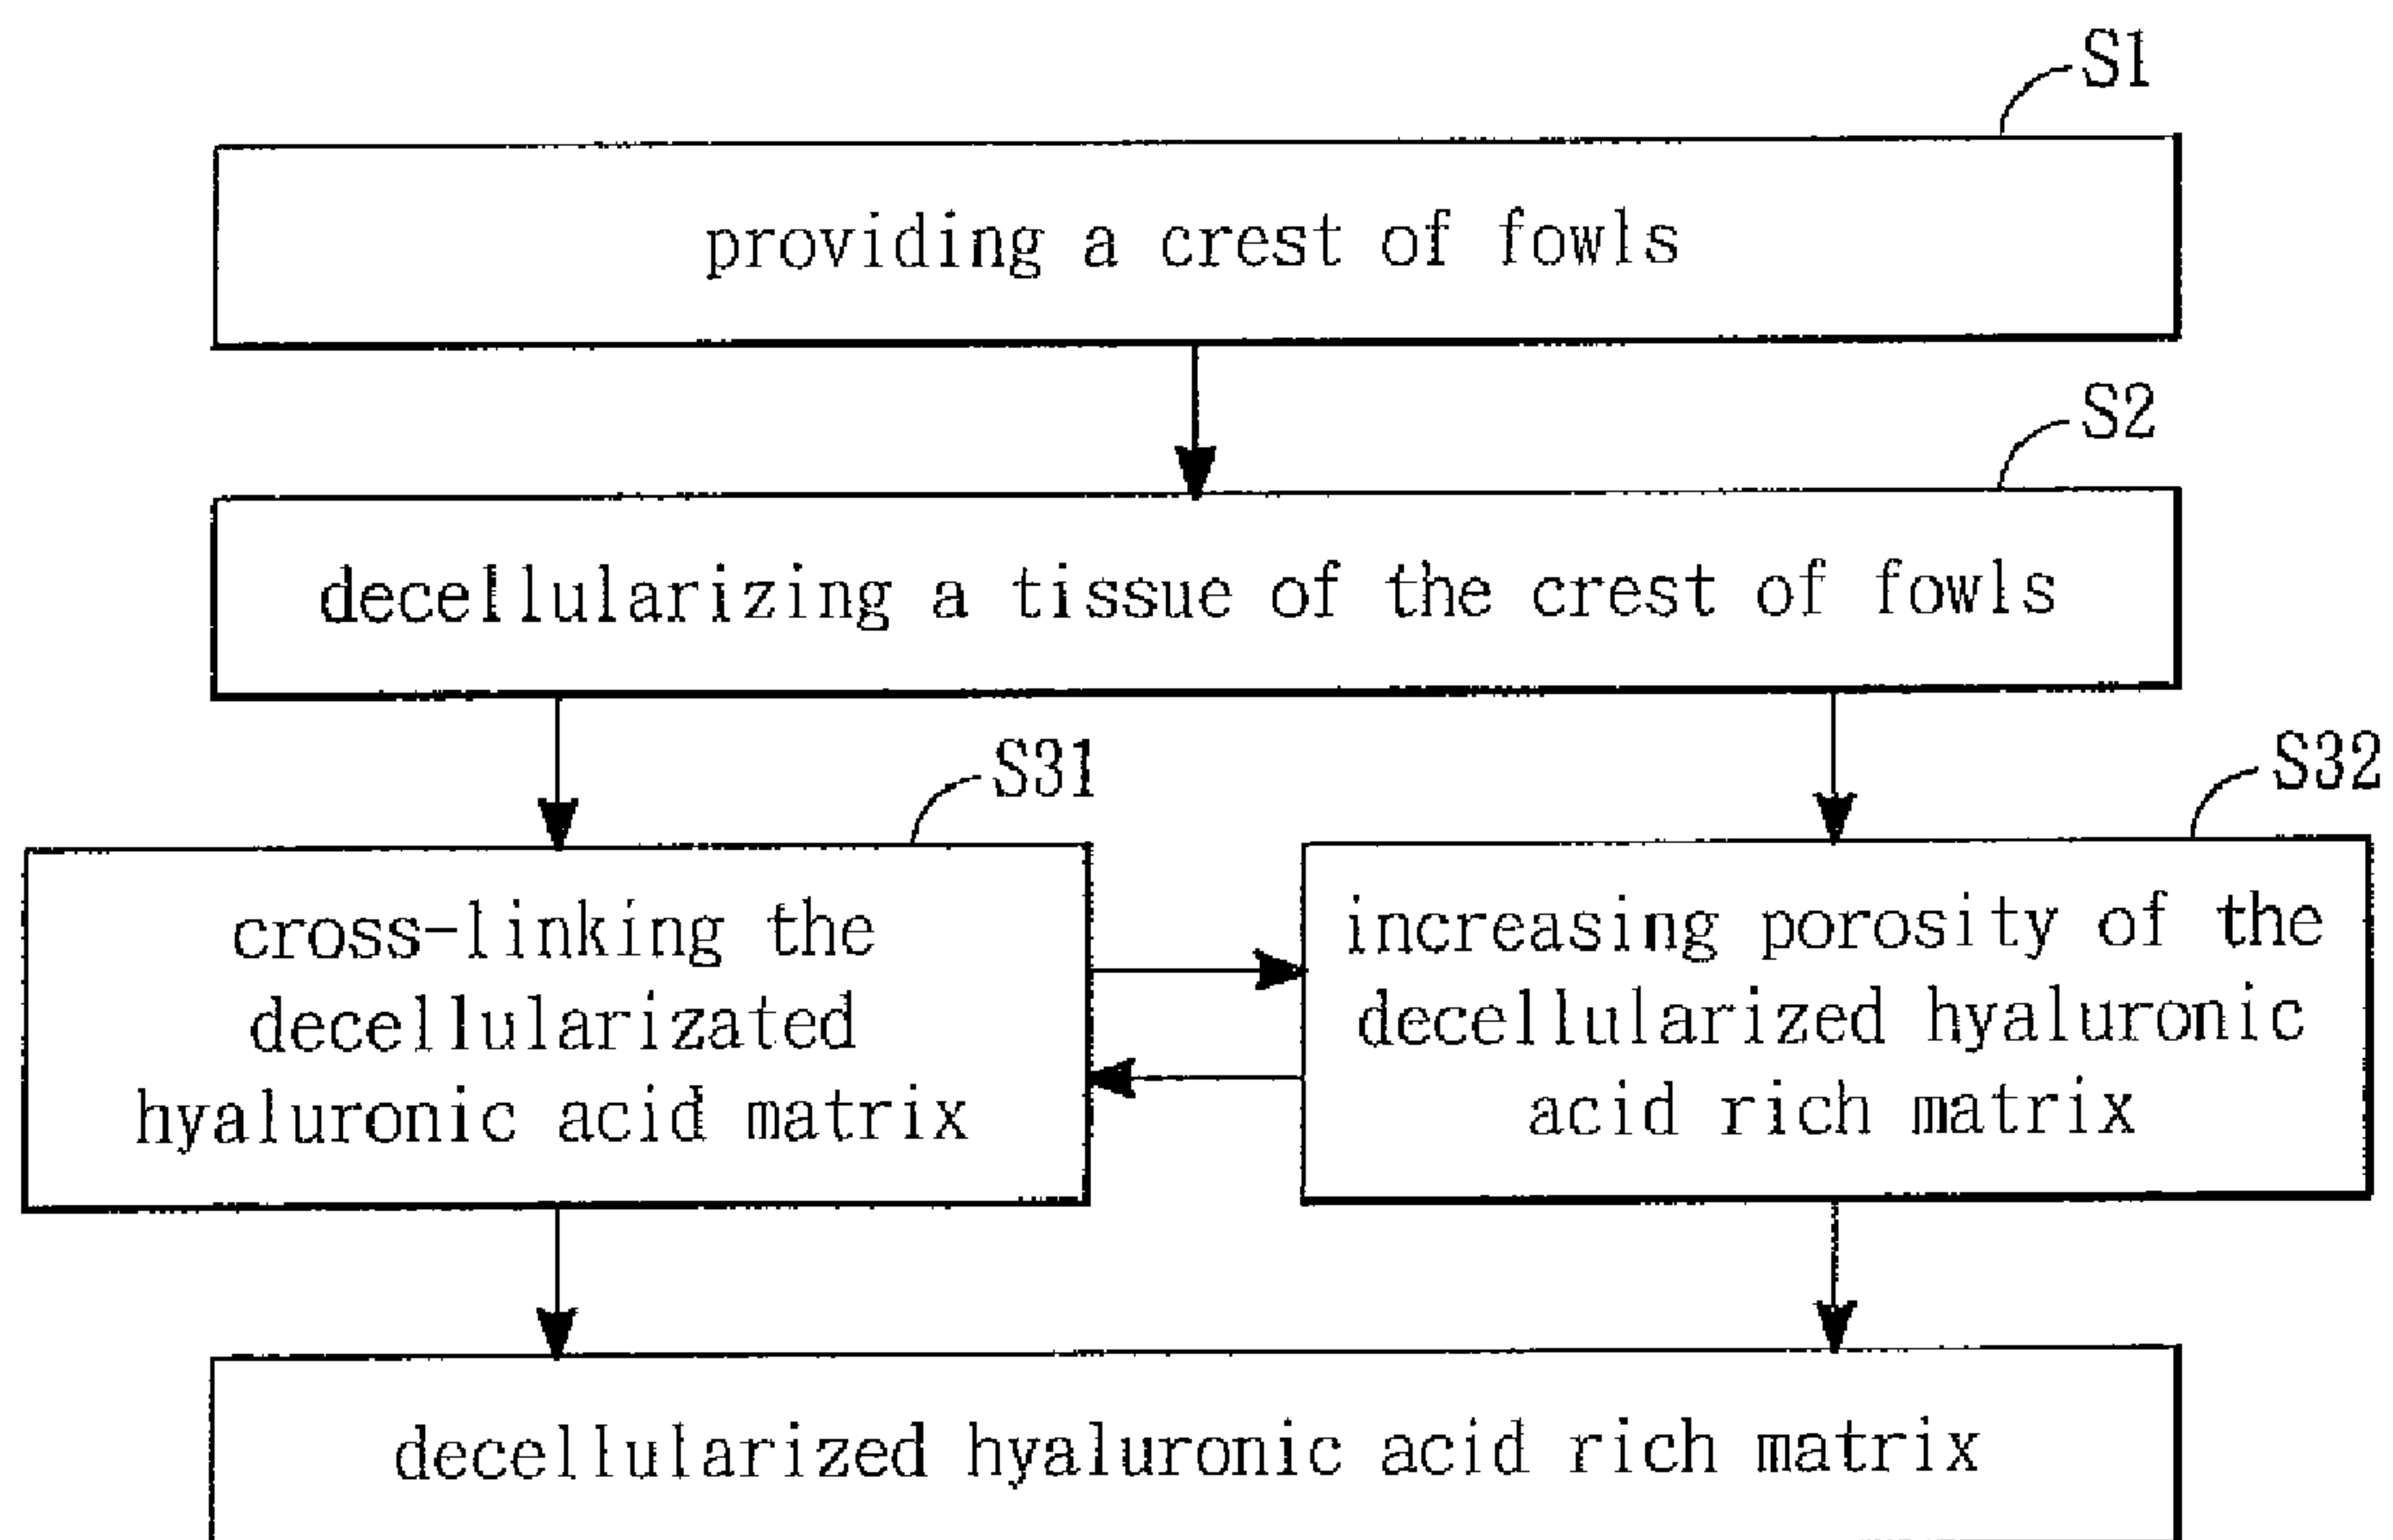 S1
providing a crest of fowls
S2
decellularizing a tissue of the crest of fowls
S31
cross-linking the
decellularizated
hyaluronic acid matrix
S32
increasing porosity of the
decellularized hyaluronic
acid rich matrix
decellularized hyaluronic acid rich matrix